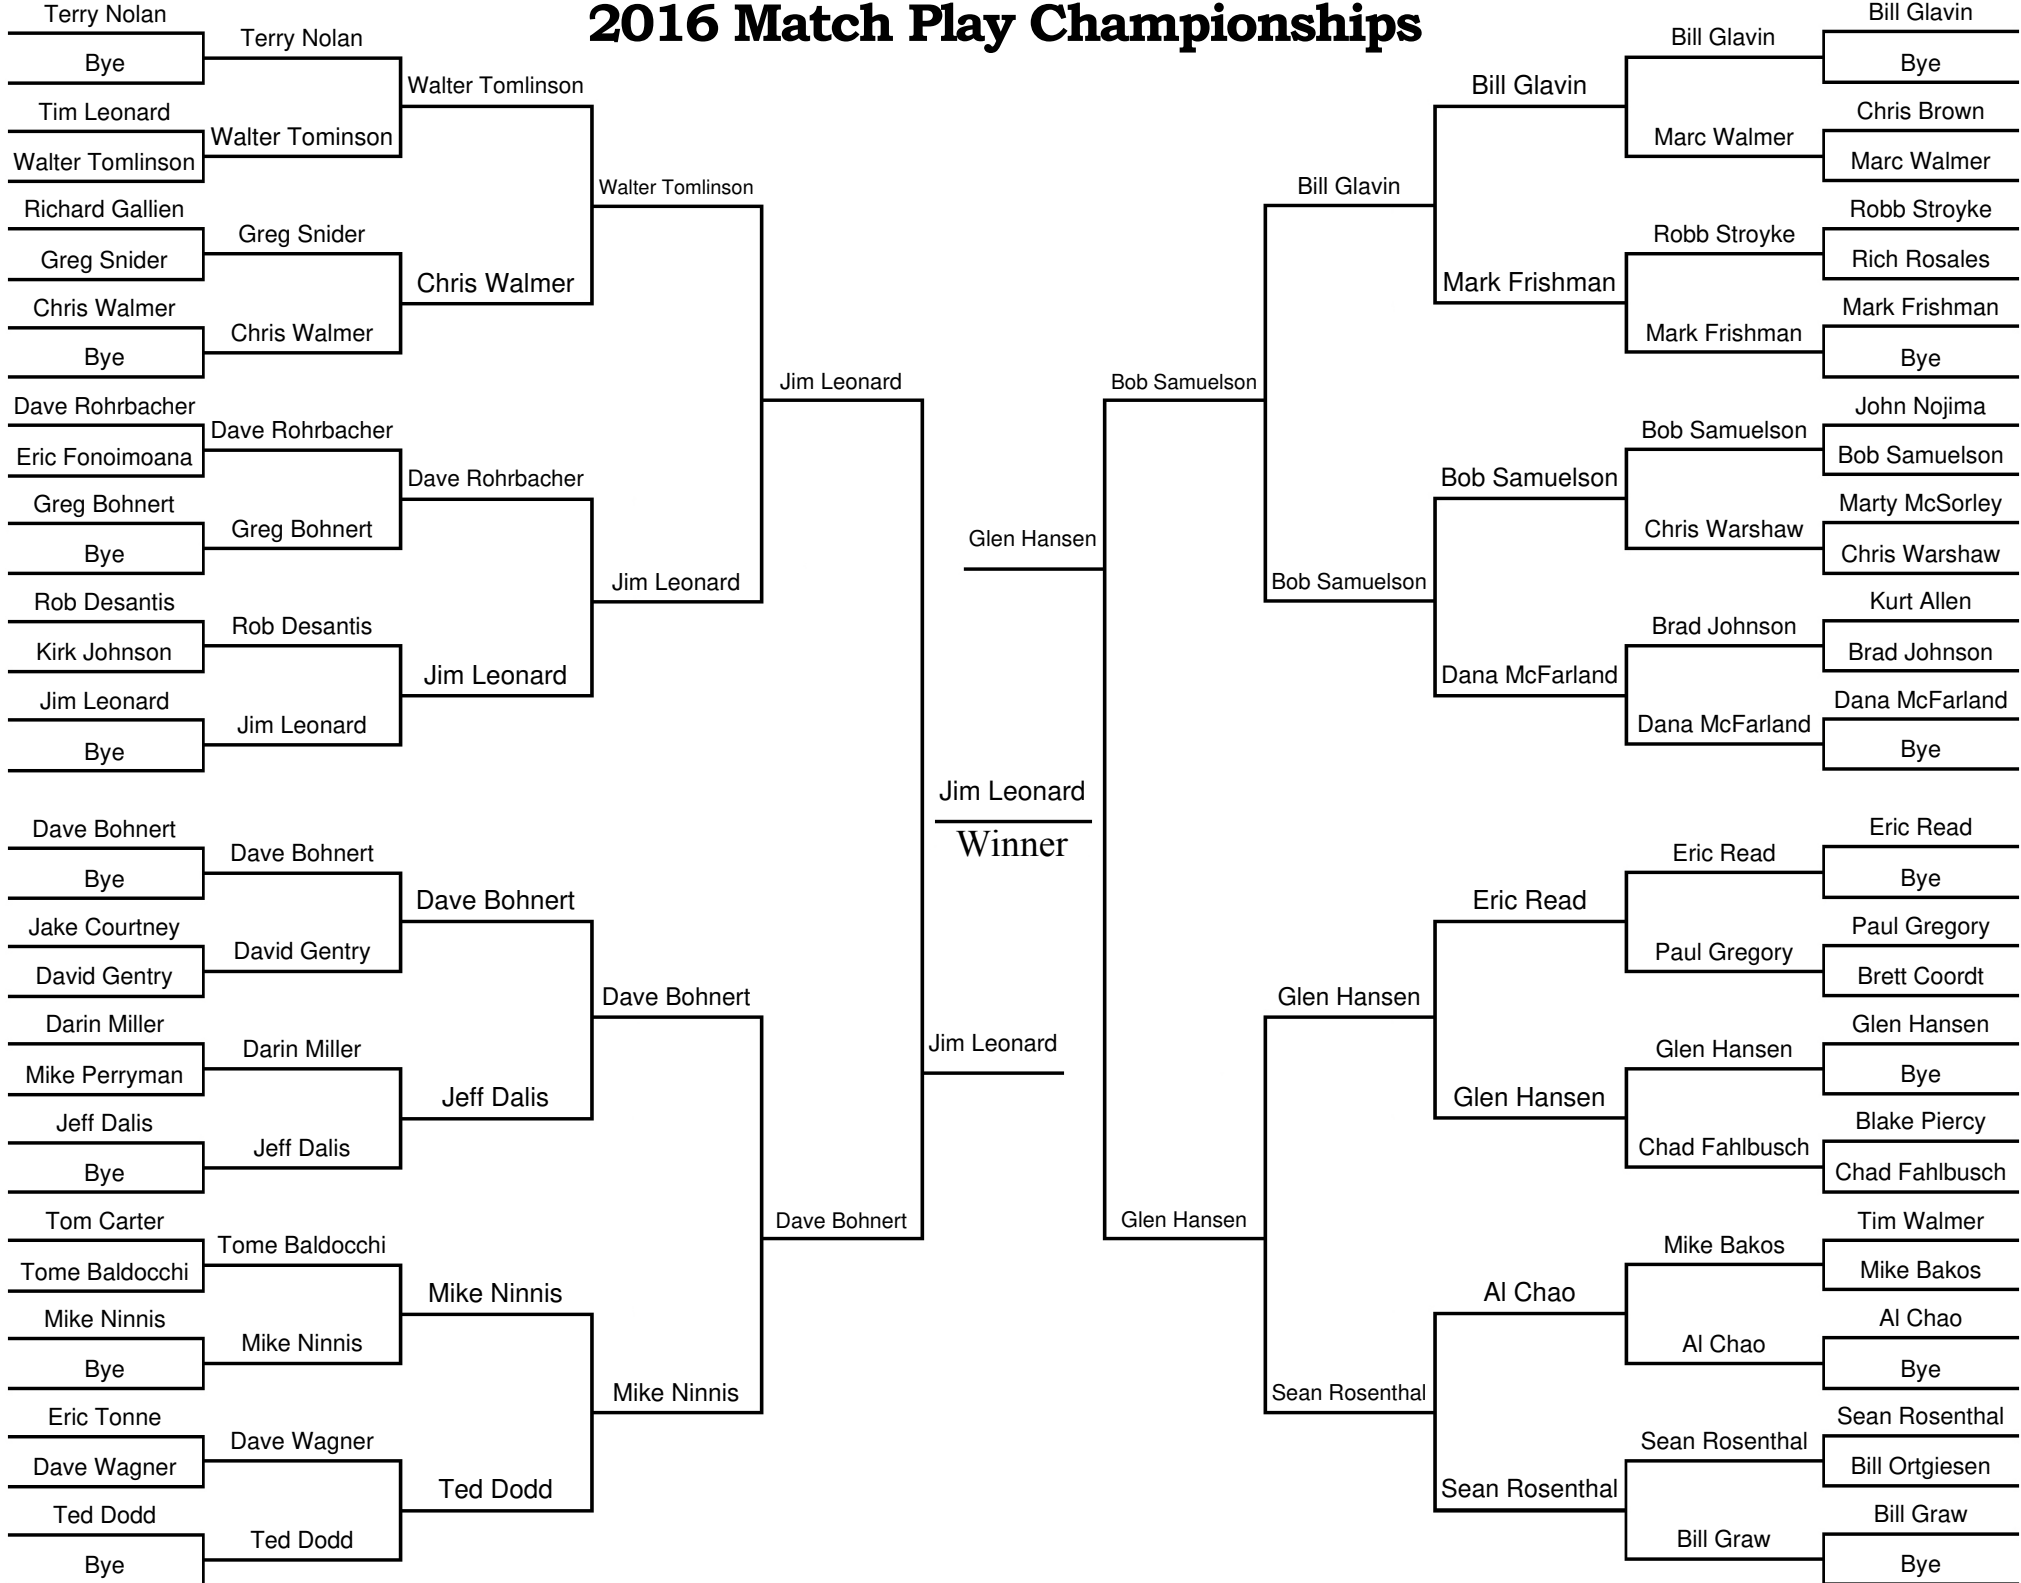 2016 Match Play Championships
Terry Nolan
Bye
Tim Leonard
Walter Tomlinson
Richard Gallien
Greg Snider
Chris Walmer
Bye
Dave Rohrbacher
Eric Fonoimoana
Greg Bohnert
Bye
Rob Desantis
Kirk Johnson
Jim Leonard
Bye
Dave Bohnert
Bye
Jake Courtney
David Gentry
Darin Miller
Mike Perryman
Jeff Dalis
Bye
Tom Carter
Tome Baldocchi
Mike Ninnis
Bye
Eric Tonne
Dave Wagner
Ted Dodd
Bye
Terry Nolan
Walter Tominson
Greg Snider
Chris Walmer
Dave Rohrbacher
Greg Bohnert
Rob Desantis
Jim Leonard
Dave Bohnert
David Gentry
Darin Miller
Jeff Dalis
Tome Baldocchi
Mike Ninnis
Dave Wagner
Ted Dodd
Walter Tomlinson
Chris Walmer
Dave Rohrbacher
Jim Leonard
Dave Bohnert
Jeff Dalis
Mike Ninnis
Ted Dodd
Walter Tomlinson
Jim Leonard
Dave Bohnert
Mike Ninnis
Jim Leonard
Dave Bohnert
Glen Hansen
Jim Leonard
Winner
Jim Leonard
Bob Samuelson
Glen Hansen
Bill Glavin
Bob Samuelson
Glen Hansen
Sean Rosenthal
Bill Glavin
Mark Frishman
Bob Samuelson
Dana McFarland
Eric Read
Glen Hansen
Al Chao
Sean Rosenthal
Bill Glavin
Marc Walmer
Robb Stroyke
Mark Frishman
Bob Samuelson
Chris Warshaw
Brad Johnson
Dana McFarland
Eric Read
Paul Gregory
Glen Hansen
Chad Fahlbusch
Mike Bakos
Al Chao
Sean Rosenthal
Bill Graw
Bill Glavin
Bye
Chris Brown
Marc Walmer
Robb Stroyke
Rich Rosales
Mark Frishman
Bye
John Nojima
Bob Samuelson
Marty McSorley
Chris Warshaw
Kurt Allen
Brad Johnson
Dana McFarland
Bye
Eric Read
Bye
Paul Gregory
Brett Coordt
Glen Hansen
Bye
Blake Piercy
Chad Fahlbusch
Tim Walmer
Mike Bakos
Al Chao
Bye
Sean Rosenthal
Bill Ortgiesen
Bill Graw
Bye